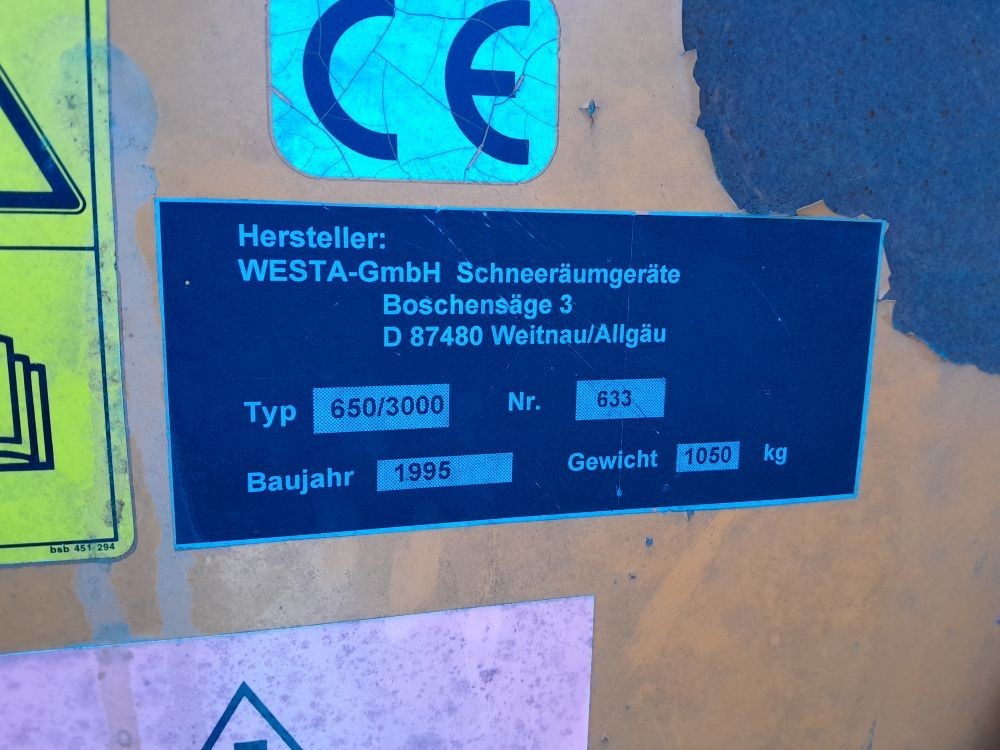 CE
Hersteller:
WESTA-GmbH Schneeräumgeräte
Boschensäge 3
D 87480 Weitnau/Allgäu
Typ 650/3000 Nr. 633
Baujahr 1995 Gewicht 1050 kg
bsb 451 294